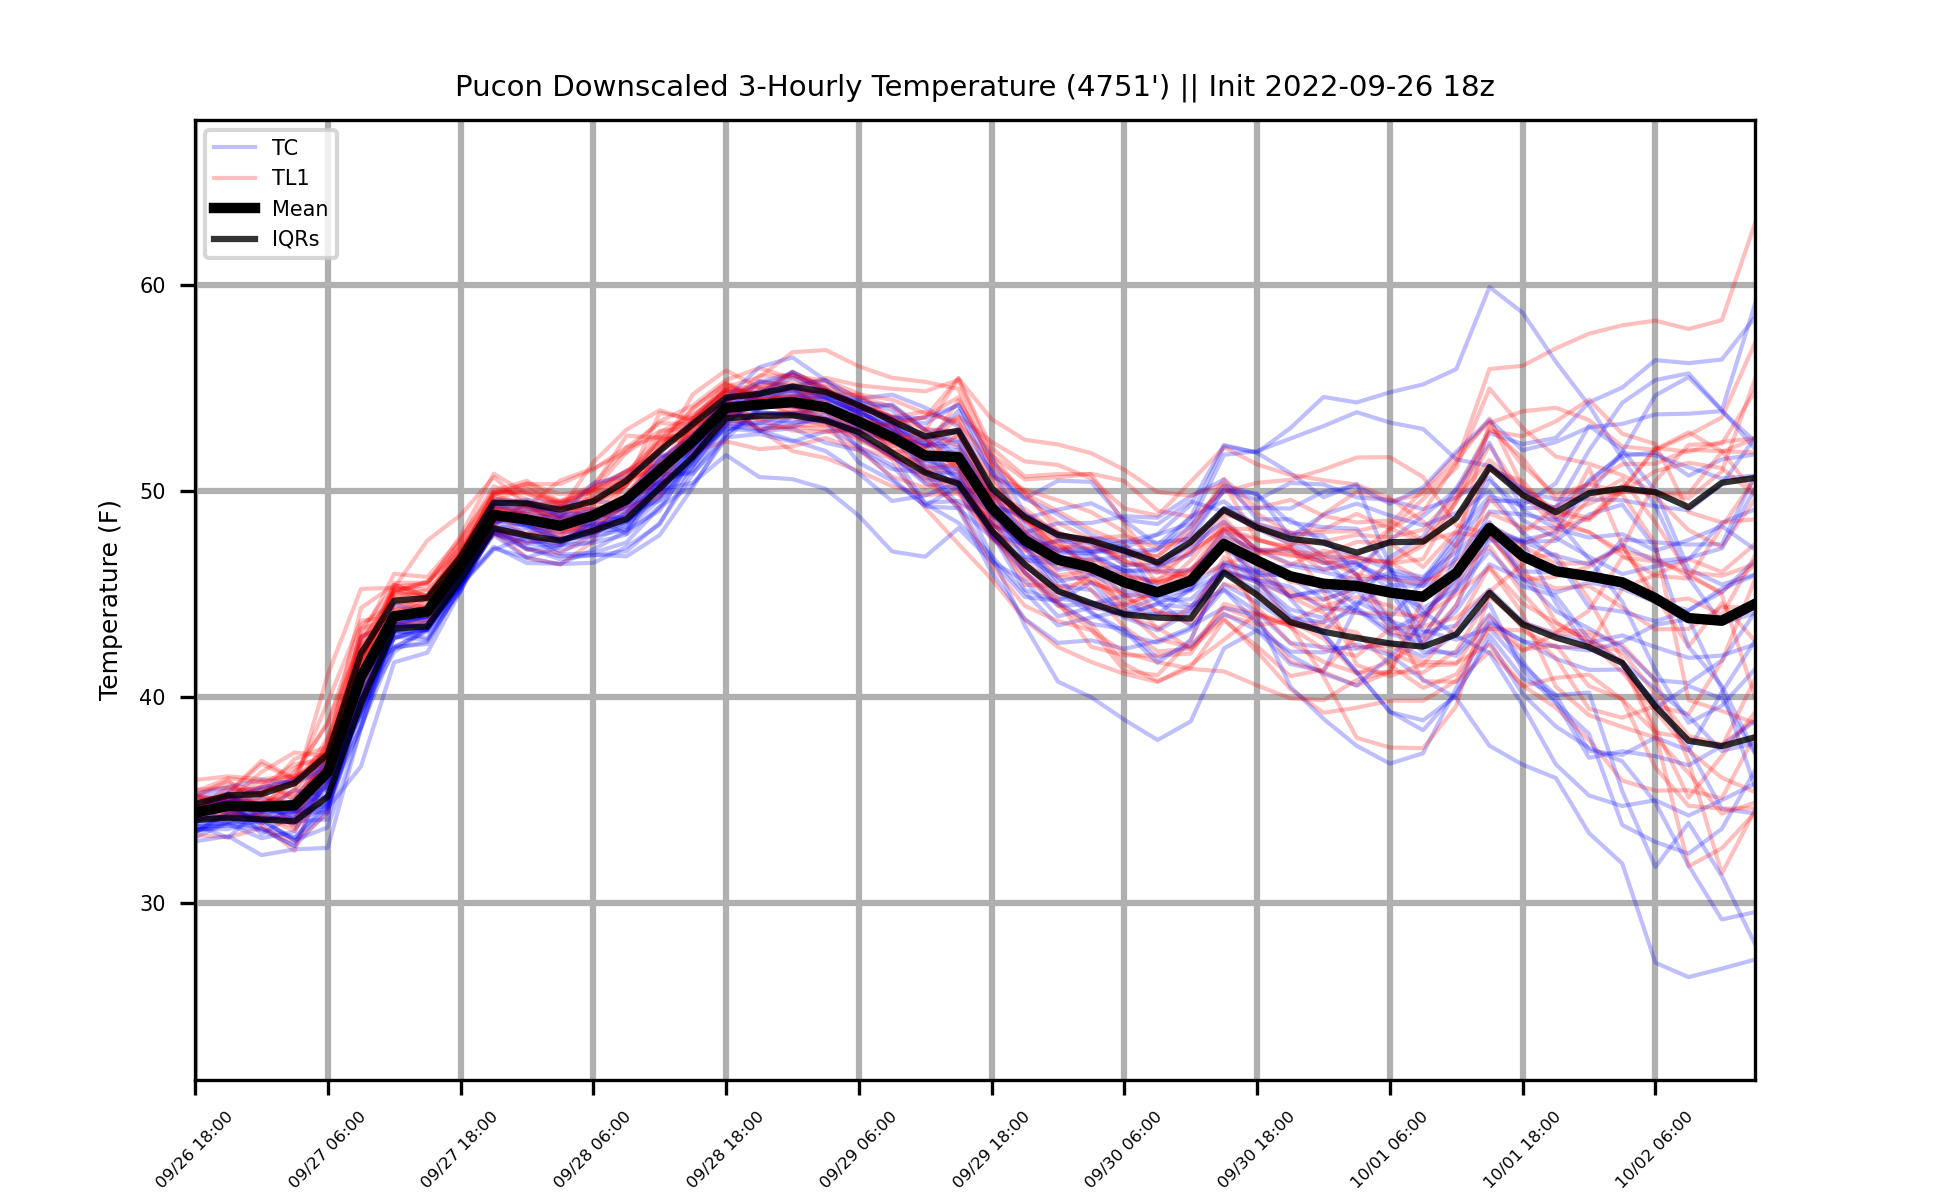 Pucon Downscaled 3-Hourly Temperature (4751') || Init 2022-09-26 18z
TC
TL1
Mean
IQRs
Temperature (F)
60
50
40
30
09/26 18:00
09/27 06:00
09/27 18:00
09/28 06:00
09/28 18:00
09/29 06:00
09/29 18:00
09/30 06:00
09/30 18:00
10/01 06:00
10/01 18:00
10/02 06:00